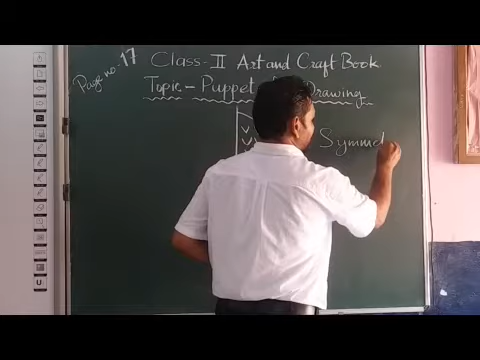 Page no:- 17
Class - II Art and Craft Book
Topic - Puppet Drawing
Symme